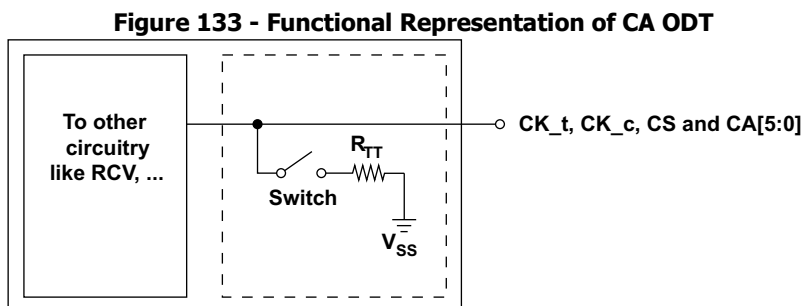 Figure 133 - Functional Representation of CA ODT
To other
circuitry
like RCV, ...
CK_t, CK_c, CS and CA[5:0]
RTT
Switch
VSS